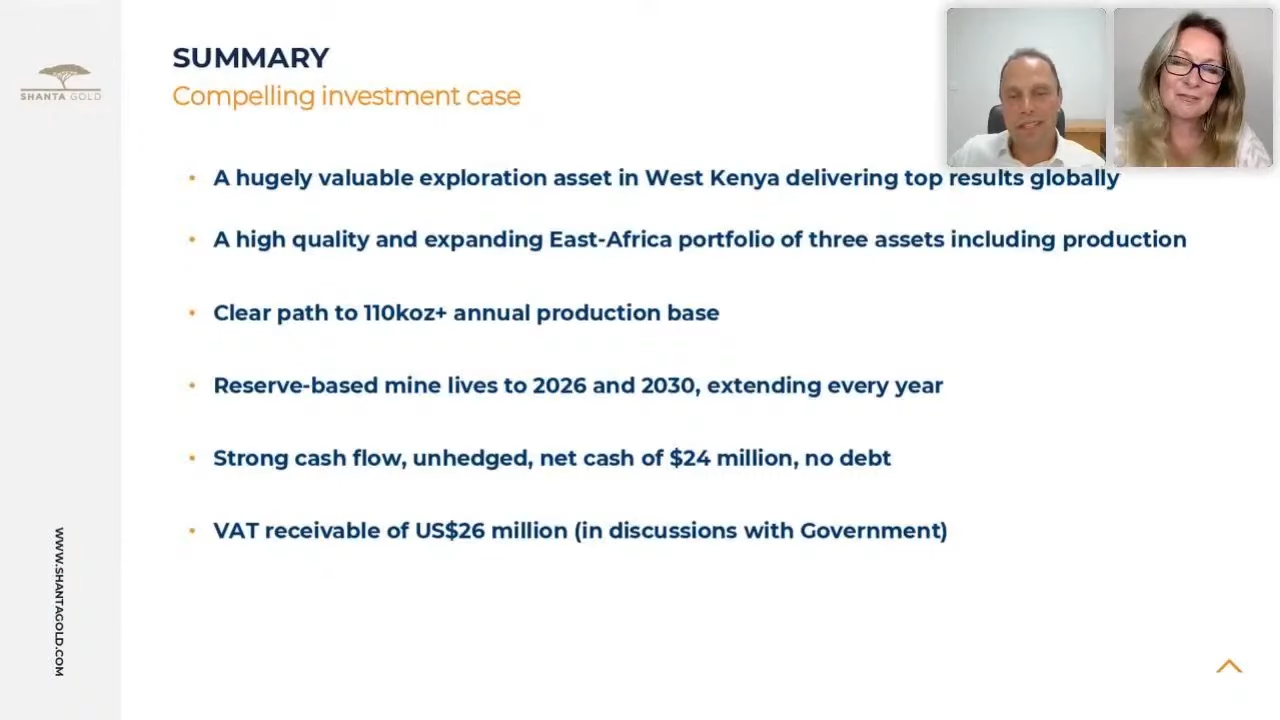 SHANTA GOLD
SUMMARY
Compelling investment case
• A hugely valuable exploration asset in West Kenya delivering top results globally
• A high quality and expanding East-Africa portfolio of three assets including production
• Clear path to 110koz+ annual production base
• Reserve-based mine lives to 2026 and 2030, extending every year
• Strong cash flow, unhedged, net cash of $24 million, no debt
• VAT receivable of US$26 million (in discussions with Government)
WWW.SHANTAGOLD.COM